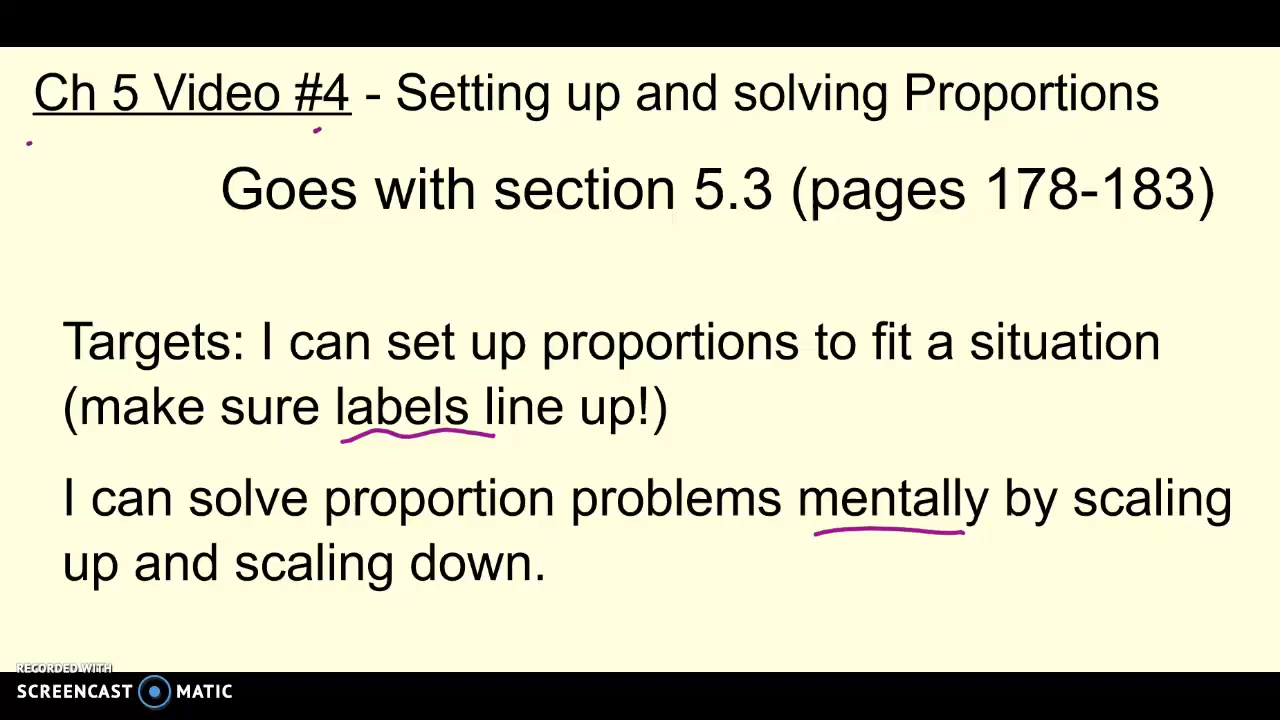 Ch 5 Video #4 - Setting up and solving Proportions
Goes with section 5.3 (pages 178-183)
Targets: I can set up proportions to fit a situation
(make sure labels line up!)
I can solve proportion problems mentally by scaling
up and scaling down.
RECORDED WITH
SCREENCAST MATIC